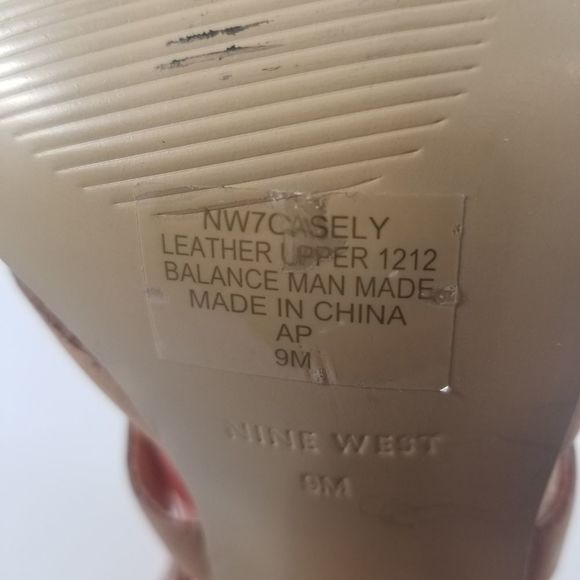 NW7CASELY
LEATHER UPPER 1212
BALANCE MAN MADE
MADE IN CHINA
AP
9M
NINE WEST
9M